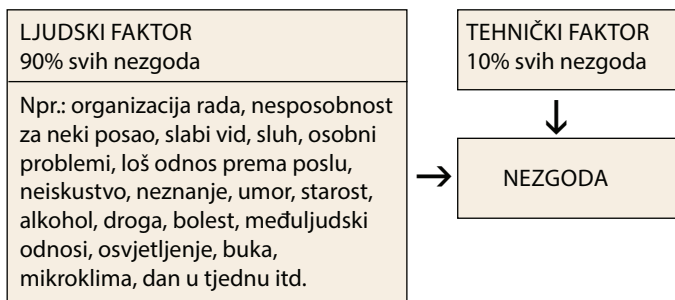 LJUDSKI FAKTOR
90% svih nezgoda
Npr.: organizacija rada, nesposobnost
za neki posao, slabi vid, sluh, osobni
problemi, loš odnos prema poslu,
neiskustvo, neznanje, umor, starost,
alkohol, droga, bolest, međuljudski
odnosi, osvjetljenje, buka,
mikroklima, dan u tjednu itd.
TEHNIČKI FAKTOR
10% svih nezgoda
NEZGODA